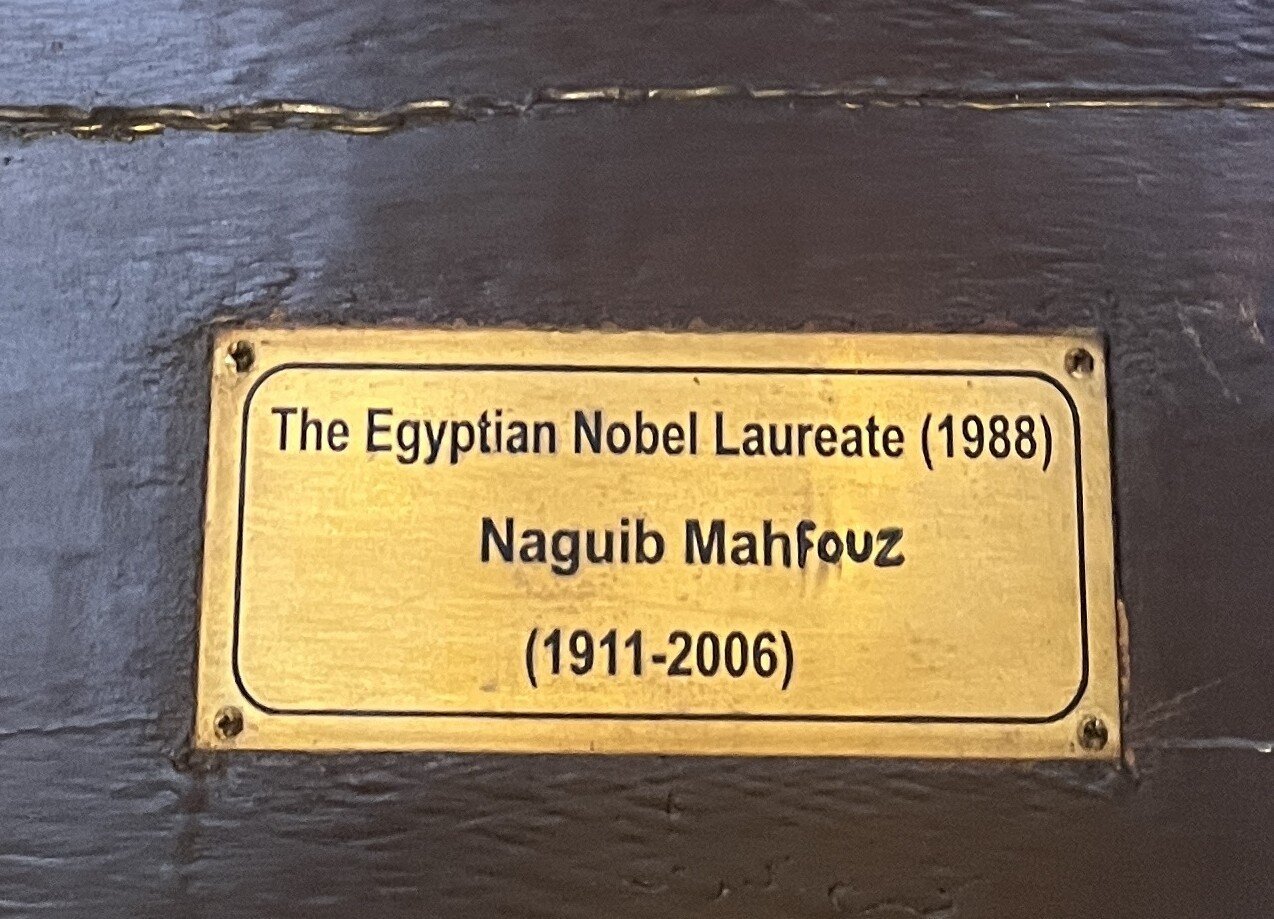 The Egyptian Nobel Laureate (1988)
Naguib Mahfouz
(1911-2006)